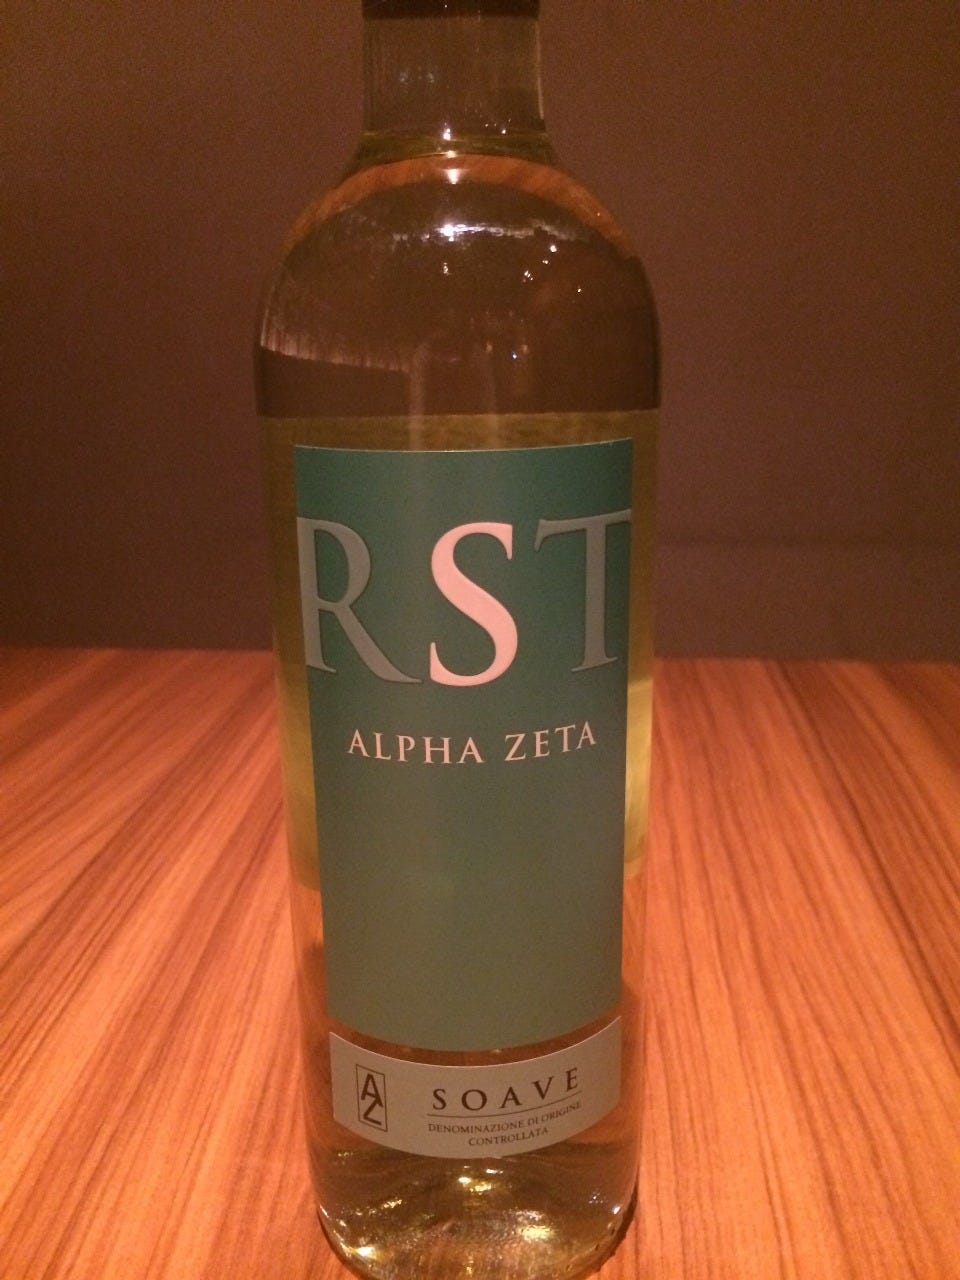 RST
ALPHA ZETA
AZ
SOAVE
DENOMINAZIONE DI ORIGINE
CONTROLLATA